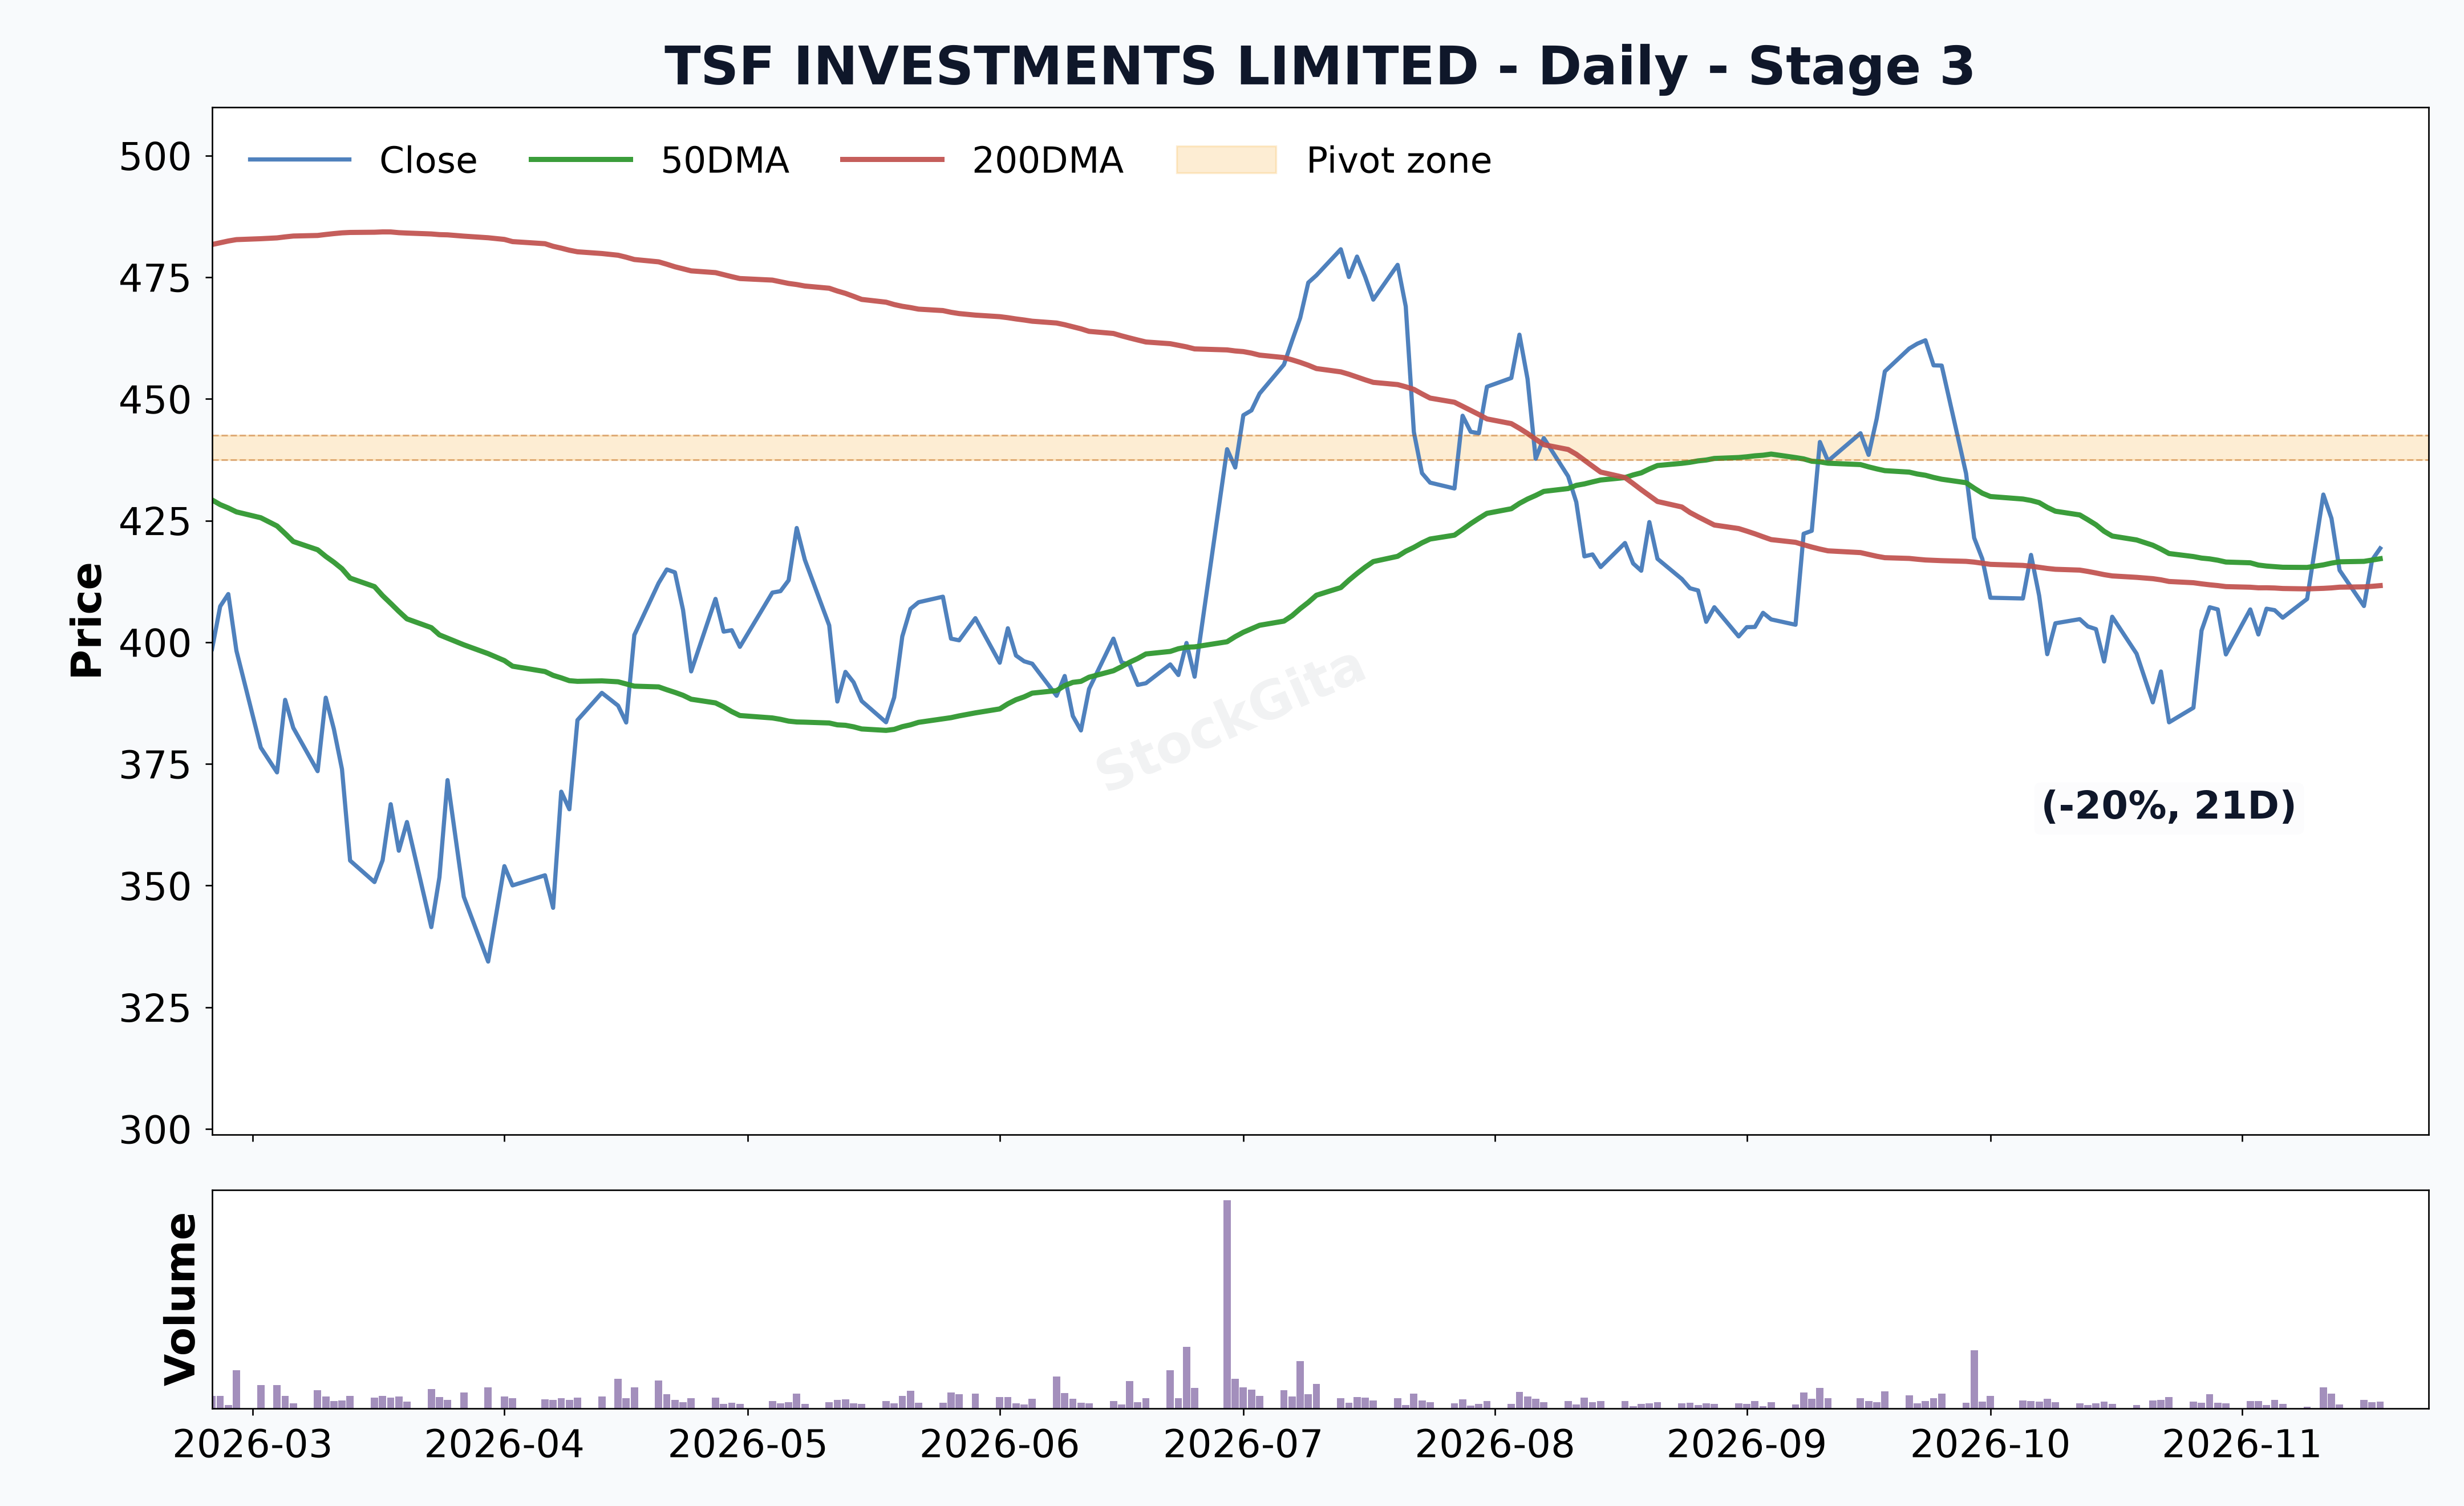 TSF INVESTMENTS LIMITED - Daily - Stage 3
Close 50DMA 200DMA Pivot zone
Price
500
475
450
425
400
375
350
325
300
StockGita
(-20%, 21D)
Volume
2026-03 2026-04 2026-05 2026-06 2026-07 2026-08 2026-09 2026-10 2026-11